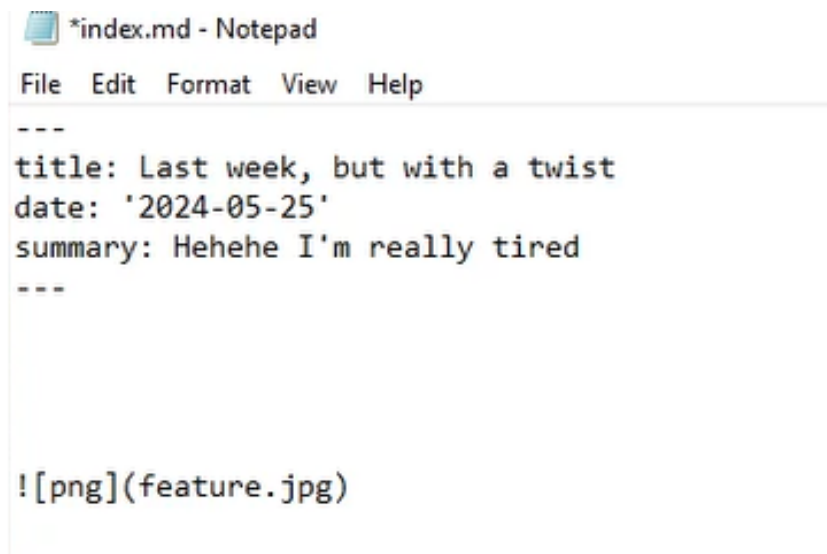 *index.md - Notepad
File Edit Format View Help
---
title: Last week, but with a twist
date: '2024-05-25'
summary: Hehehe I'm really tired
---
![png](feature.jpg)